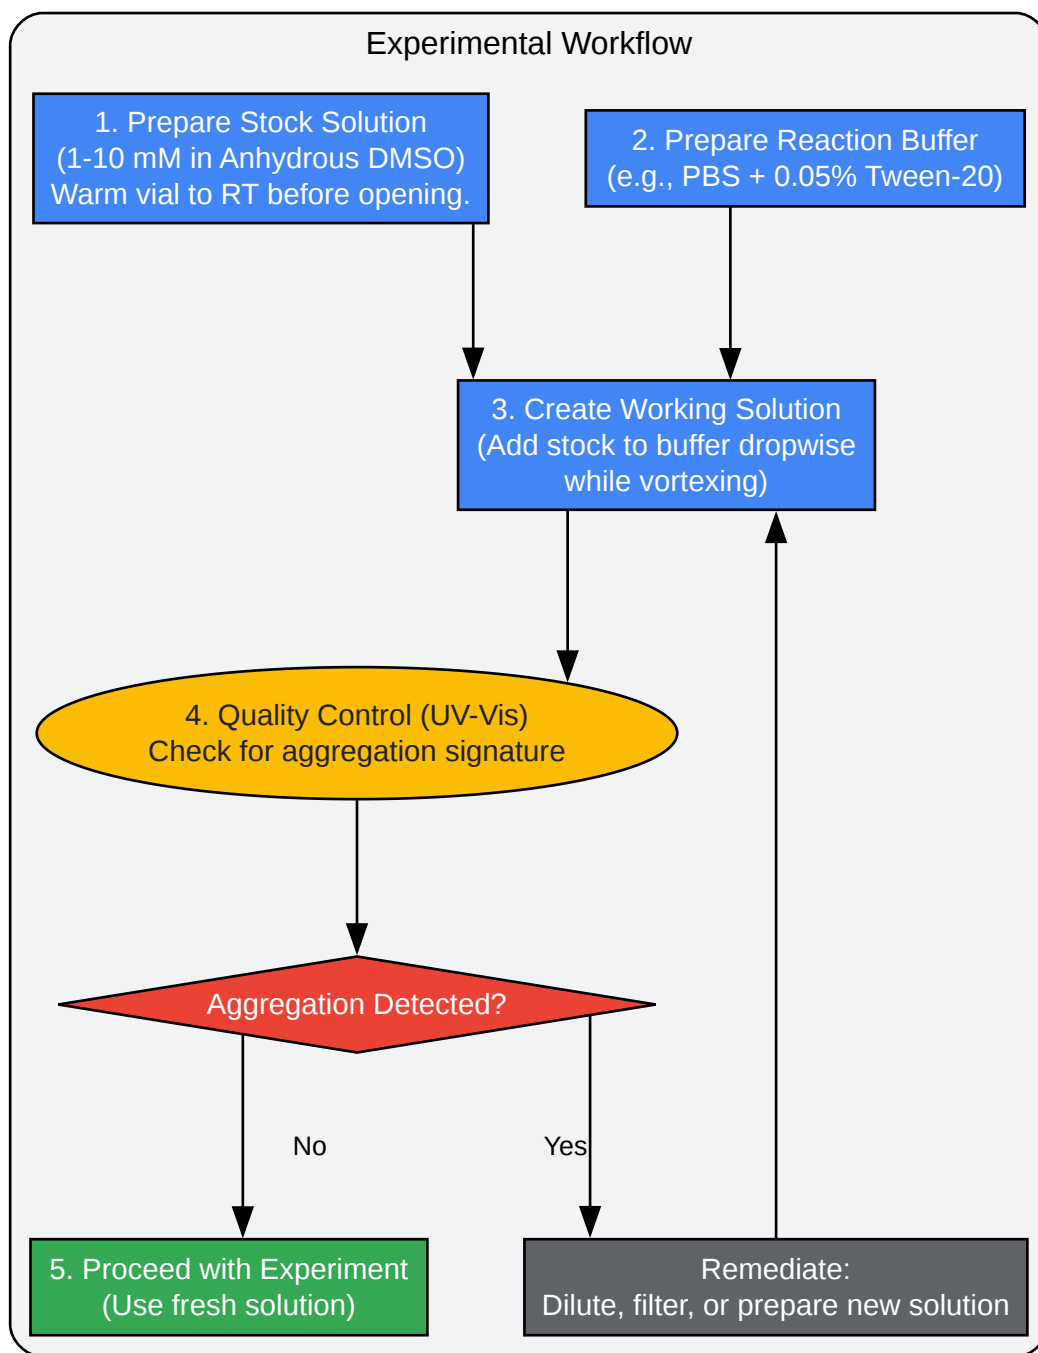 Experimental Workflow
1. Prepare Stock Solution
(1-10 mM in Anhydrous DMSO)
Warm vial to RT before opening.
2. Prepare Reaction Buffer
(e.g., PBS + 0.05% Tween-20)
3. Create Working Solution
(Add stock to buffer dropwise
while vortexing)
4. Quality Control (UV-Vis)
Check for aggregation signature
Aggregation Detected?
No
Yes
5. Proceed with Experiment
(Use fresh solution)
Remediate:
Dilute, filter, or prepare new solution